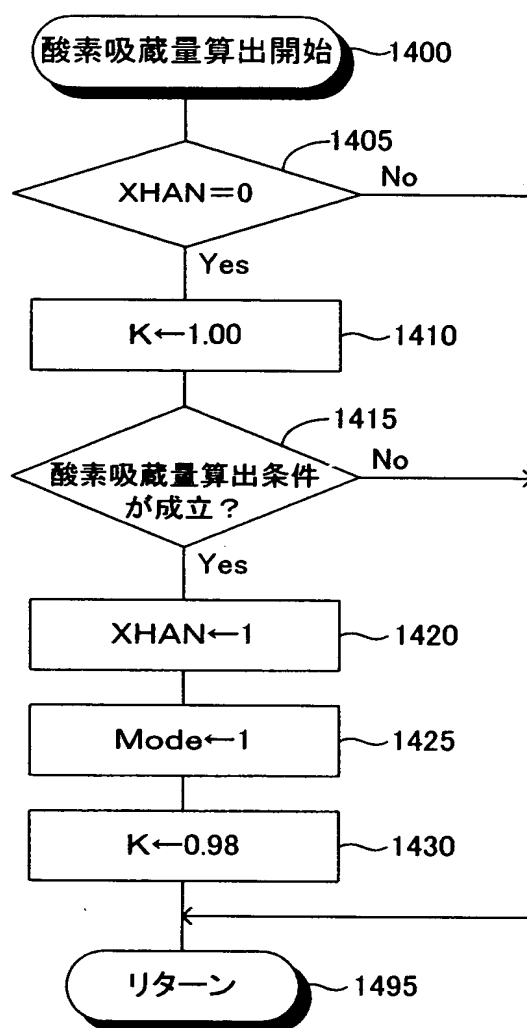 酸素吸蔵量算出開始
1400
1405
XHAN=0
No
Yes
K←1.00
1410
1415
酸素吸蔵量算出条件
が成立?
No
Yes
XHAN←1
1420
Mode←1
1425
K←0.98
1430
リターン
1495